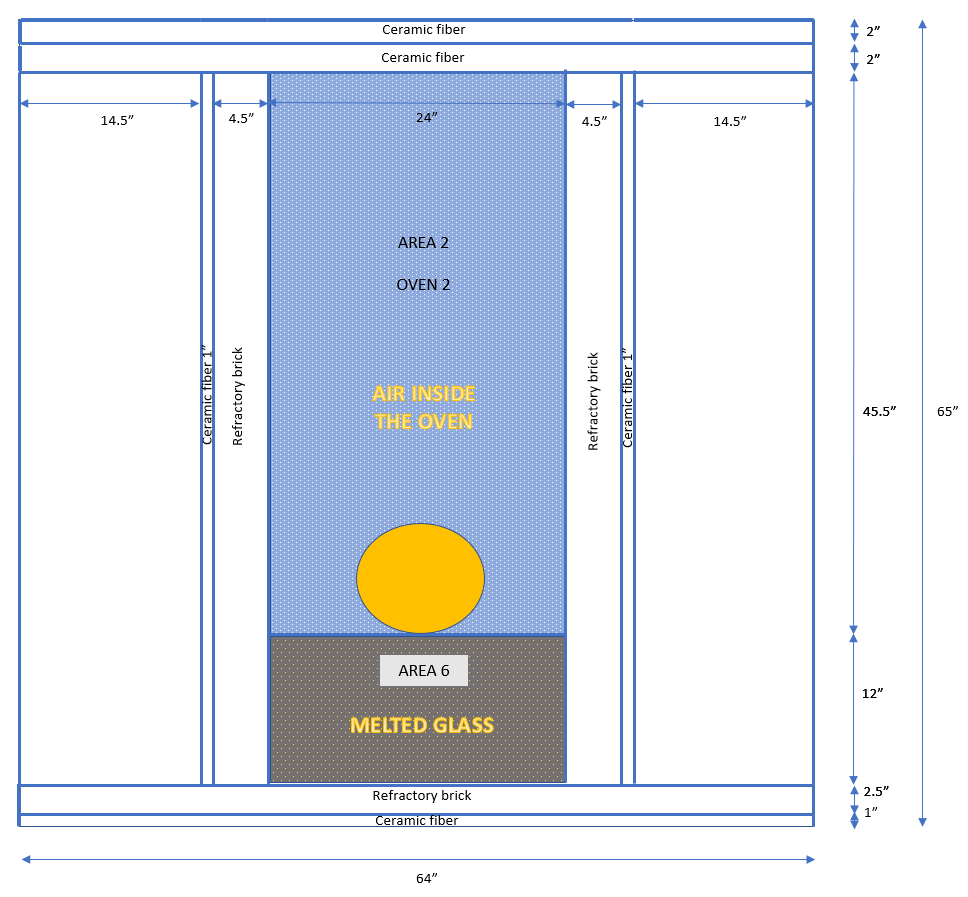 Ceramic fiber
2”
Ceramic fiber
2”
14.5”
4.5”
24”
4.5”
14.5”
AREA 2
OVEN 2
Ceramic fiber 1”
Refractory brick
AIR INSIDE
THE OVEN
Refractory brick
Ceramic fiber 1”
45.5”
65”
AREA 6
MELTED GLASS
12”
Refractory brick
2.5”
Ceramic fiber
1”
64”